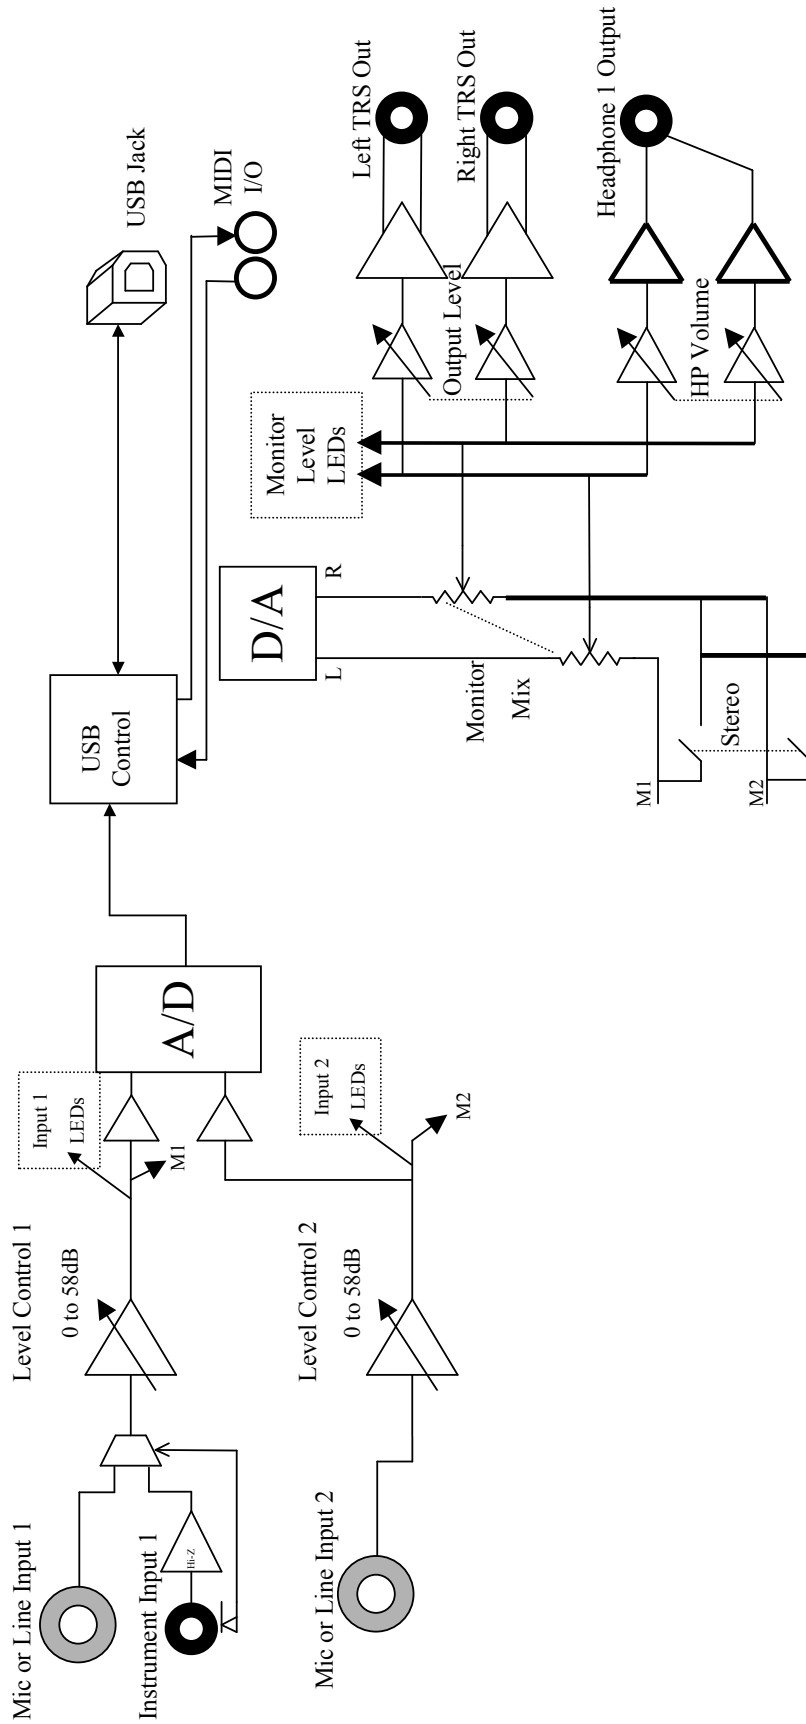 Mic or Line Input 1
Instrument Input 1
Hi-Z
Level Control 1
0 to 58dB
Input 1
LEDs
M1
Mic or Line Input 2
Level Control 2
0 to 58dB
Input 2
LEDs
M2
A/D
USB
Control
USB Jack
MIDI
I/O
D/A
L
R
Monitor
Mix
M1
M2
Stereo
Monitor
Level
LEDs
Output Level
Left TRS Out
Right TRS Out
HP Volume
Headphone 1 Output